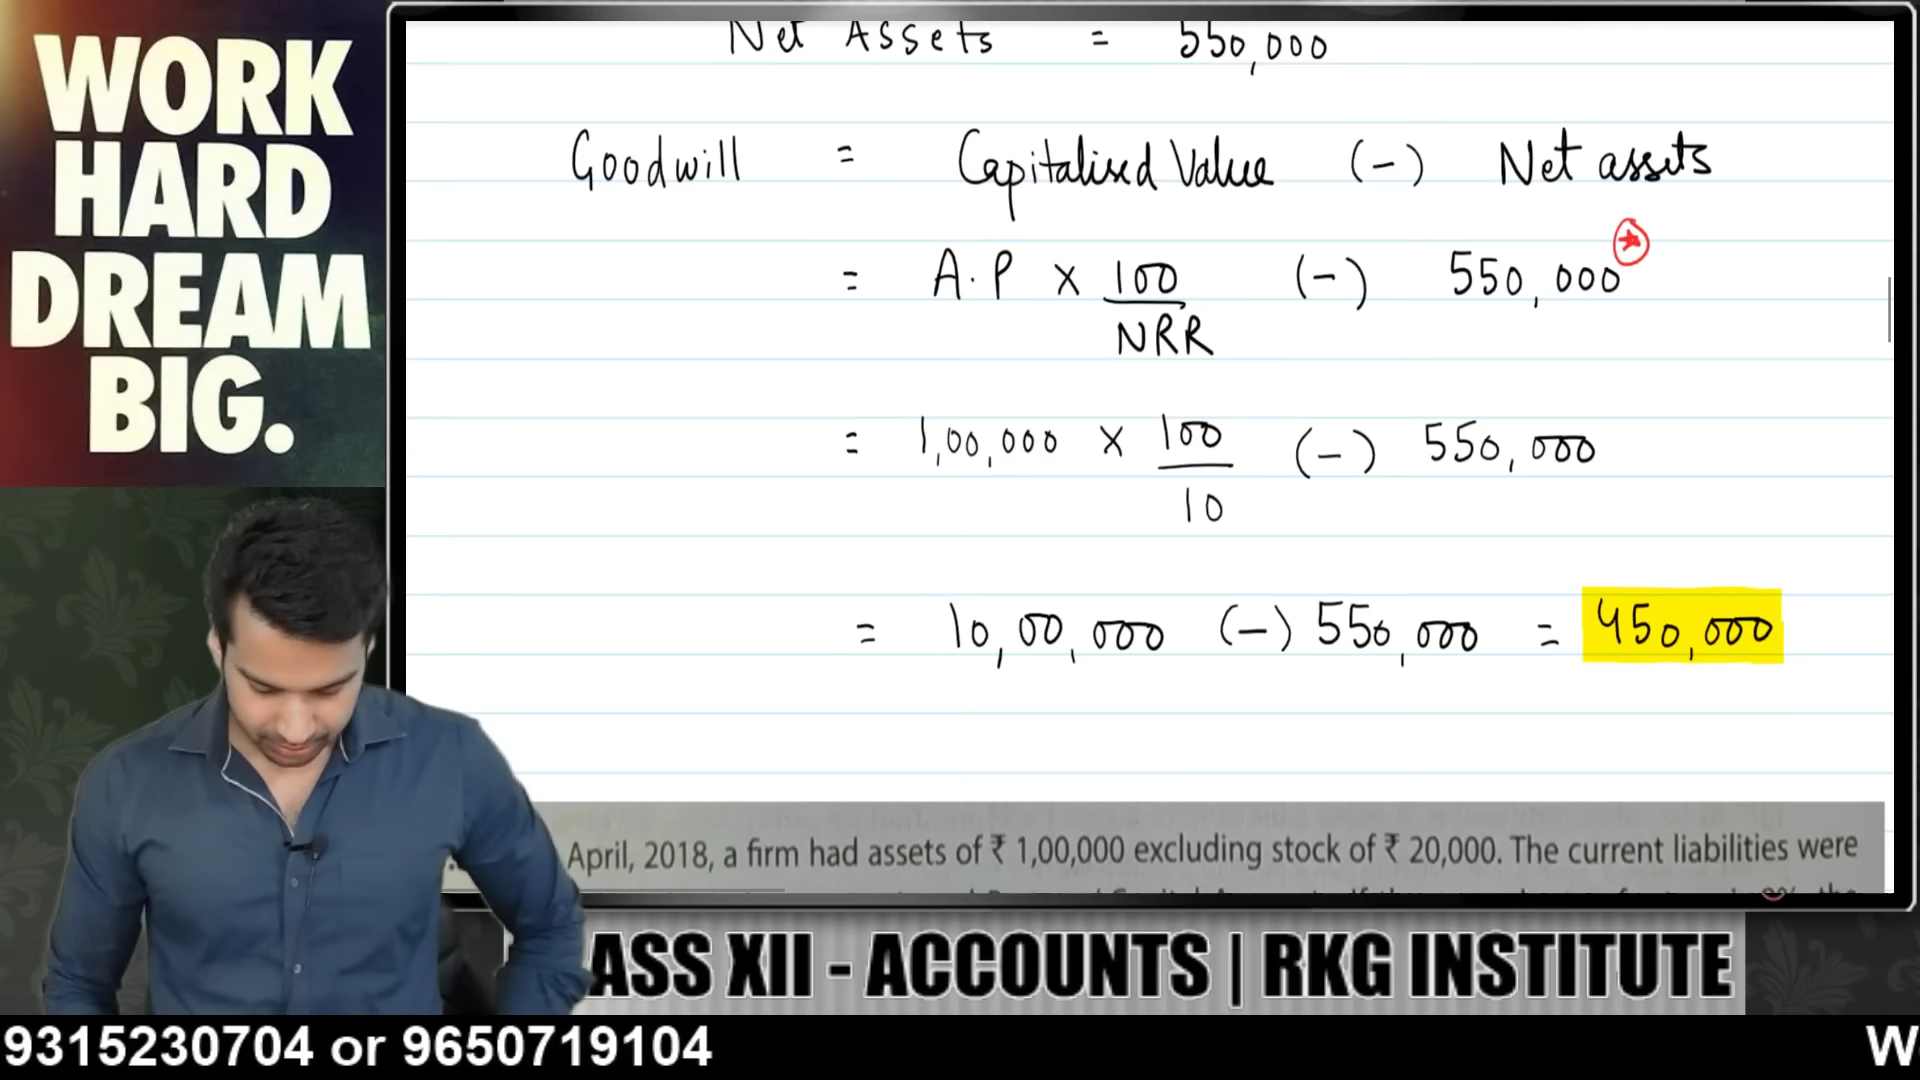 WORK
HARD
DREAM
BIG.
Net Assets = 550,000
Goodwill = Capitalised Value (-) Net assets
= A.P × 100/NRR (-) 550,000
= 1,00,000 × 100/10 (-) 550,000
= 10,00,000 (-) 550,000 = 450,000
April, 2018, a firm had assets of ₹ 1,00,000 excluding stock of ₹ 20,000. The current liabilities were
ASS XII - ACCOUNTS | RKG INSTITUTE
9315230704 or 9650719104